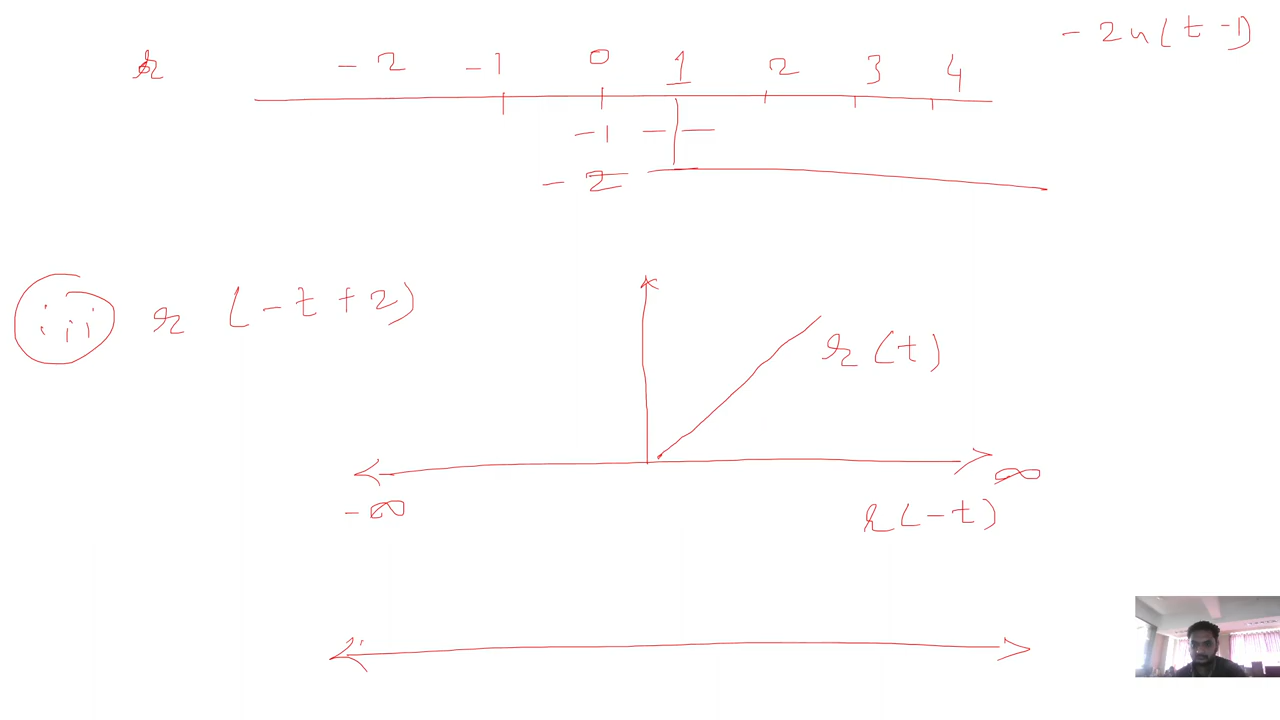 - 2u(t-1)
r -2 -1 0 1 2 3 4
-1
-2
iii r(-t+2)
r(t)
-∞ ∞
r(-t)